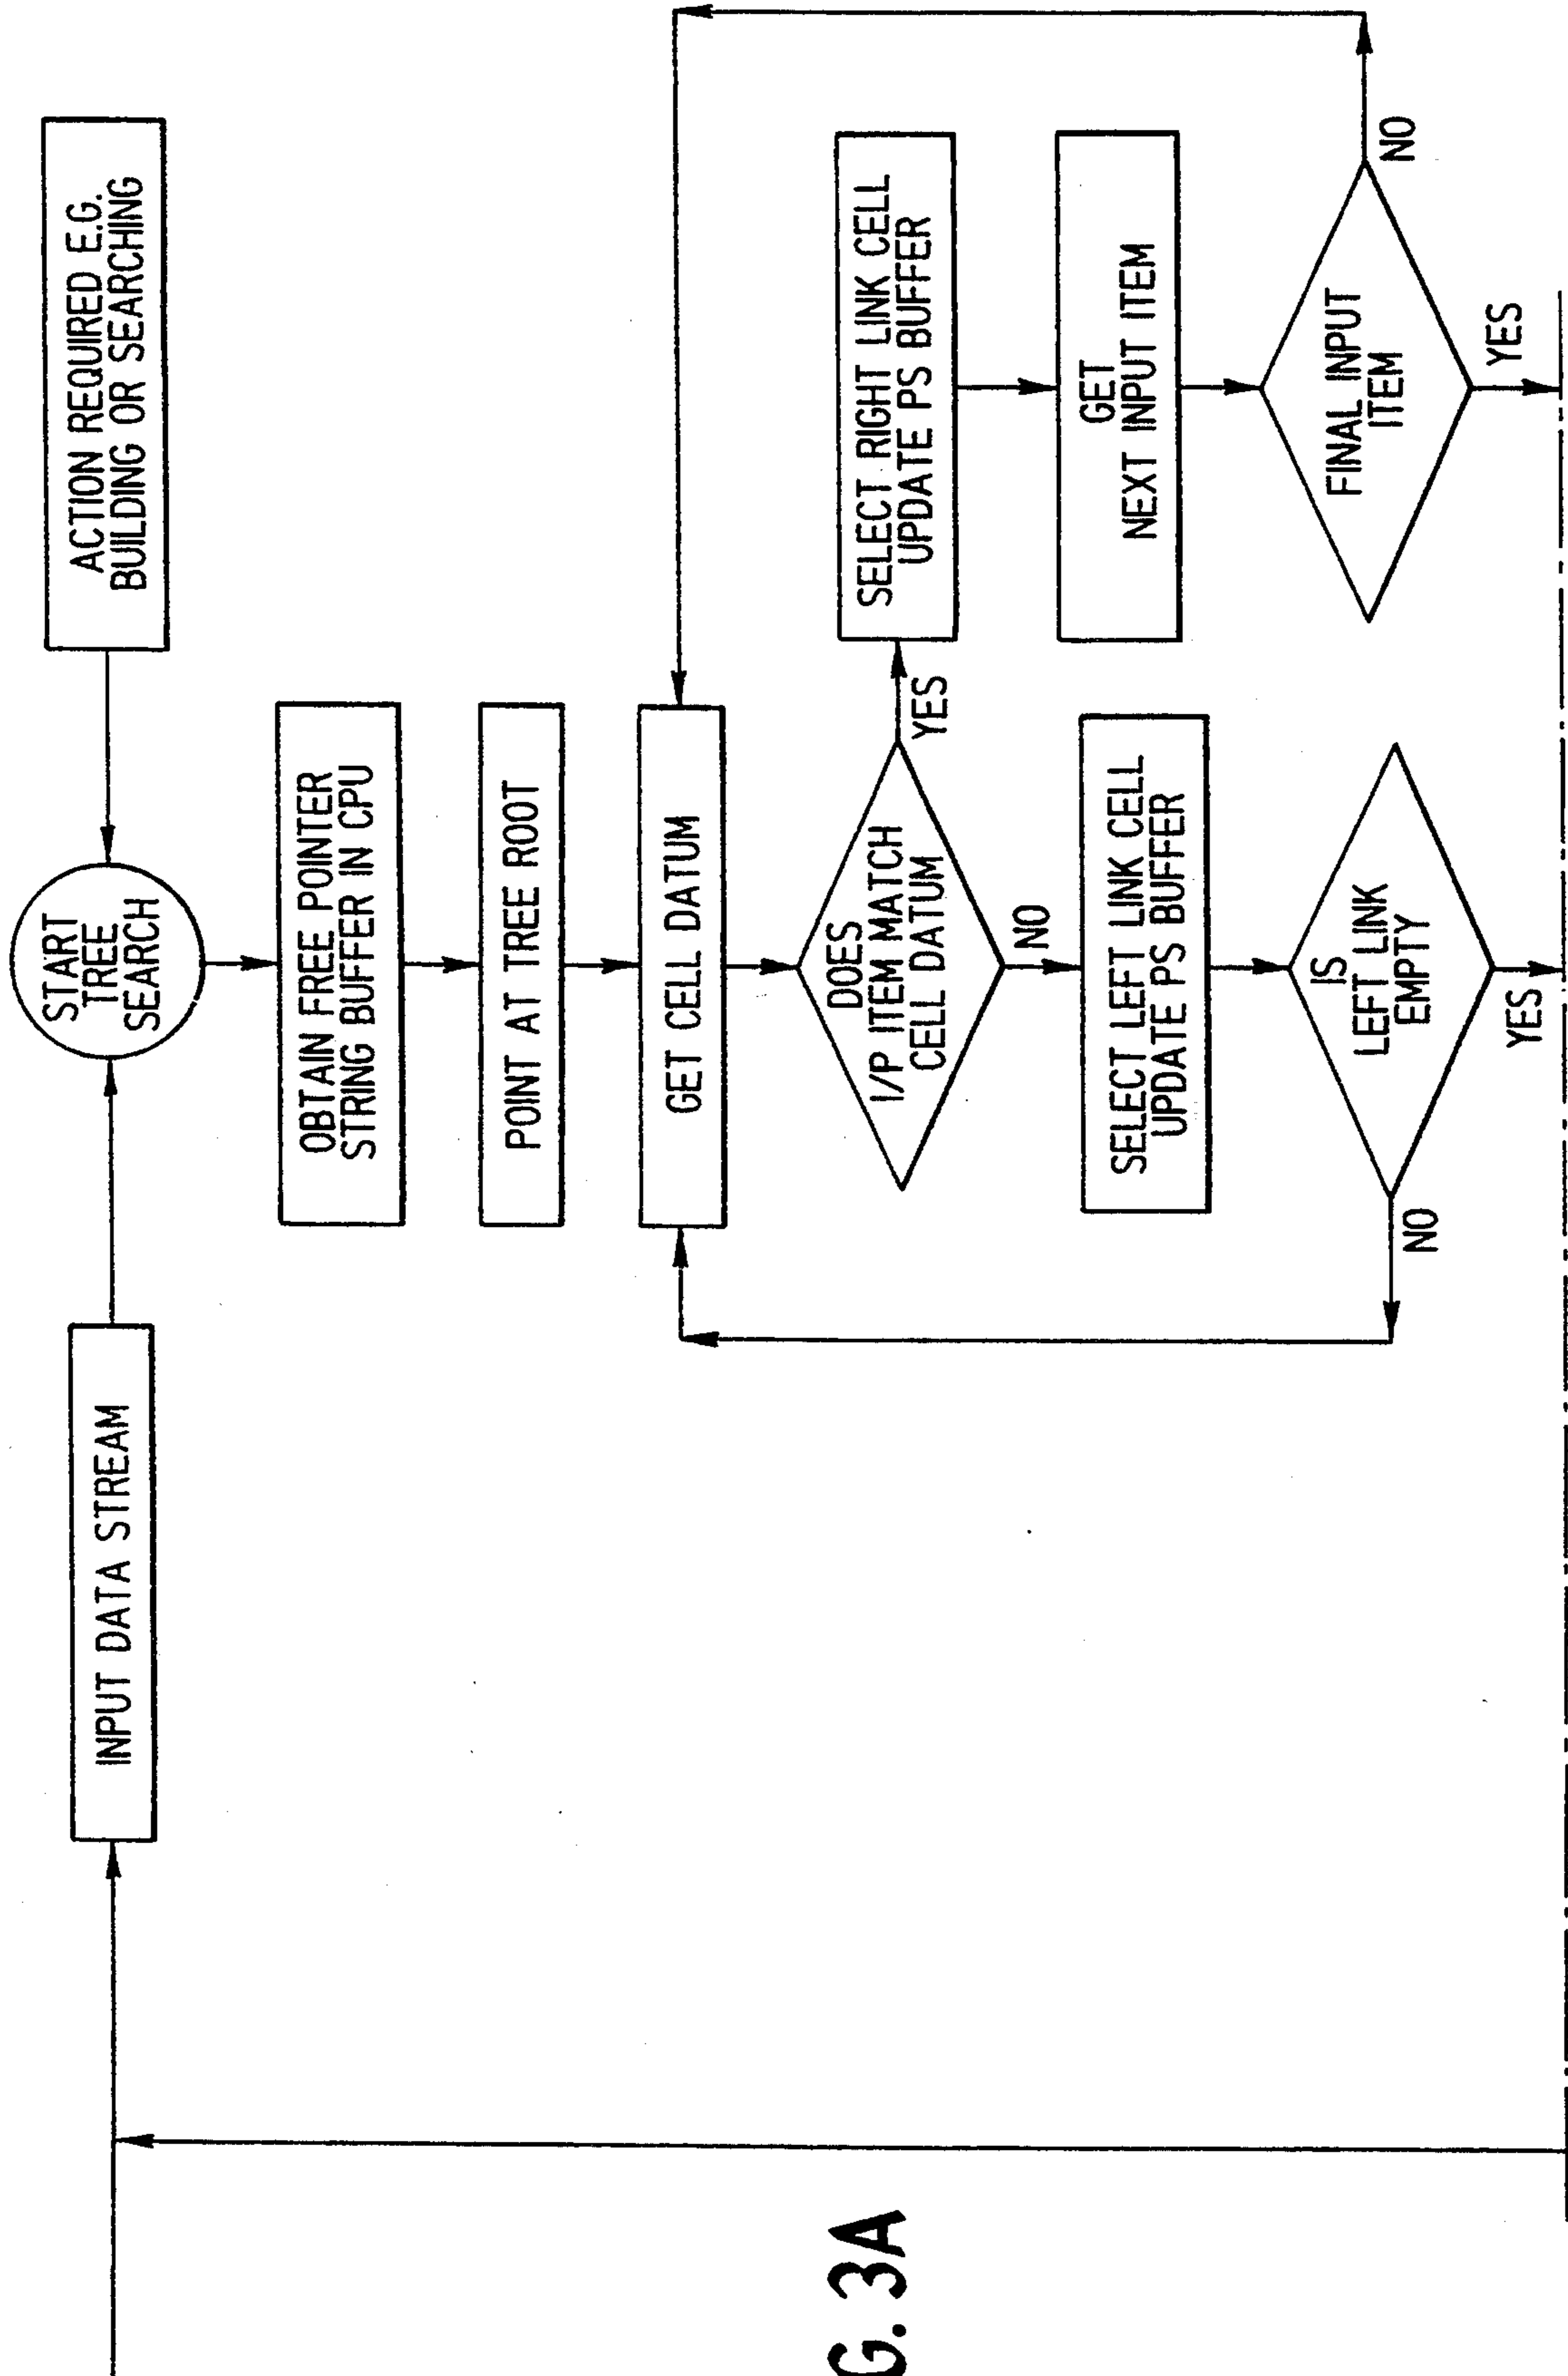 INPUT DATA STREAM
START
TREE
SEARCH
ACTION REQUIRED E.G.
BUILDING OR SEARCHING
OBTAIN FREE POINTER
STRING BUFFER IN CPU
POINT AT TREE ROOT
GET CELL DATUM
DOES
I/P ITEM MATCH
CELL DATUM
YES
NO
SELECT RIGHT LINK CELL
UPDATE PS BUFFER
GET
NEXT INPUT ITEM
FINAL INPUT
ITEM
NO
YES
SELECT LEFT LINK CELL
UPDATE PS BUFFER
IS
LEFT LINK
EMPTY
NO
YES
G. 3A